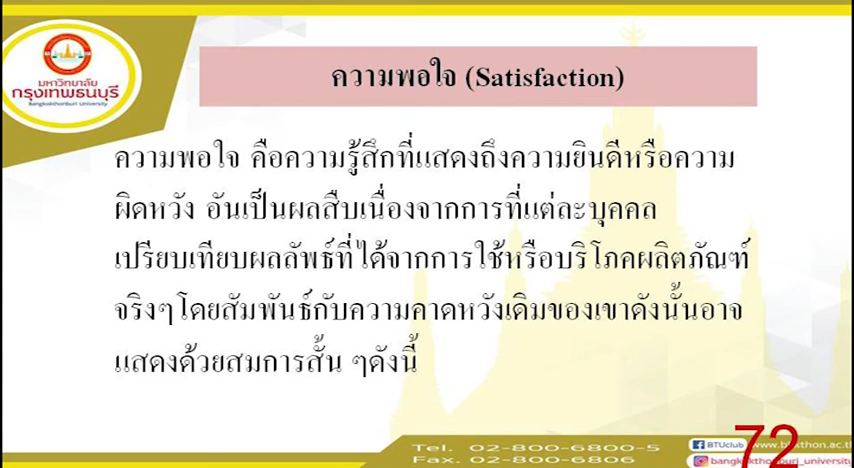 มหาวิทยาลัย
กรุงเทพธนบุรี
Bangkokthonburi University
ความพอใจ (Satisfaction)
ความพอใจ คือความรู้สึกที่แสดงถึงความยินดีหรือความ
ผิดหวัง อันเป็นผลสืบเนื่องจากการที่แต่ละบุคคล
เปรียบเทียบผลลัพธ์ที่ได้จากการใช้หรือบริโภคผลิตภัณฑ์
จริงๆโดยสัมพันธ์กับความคาดหวังเดิมของเขาดังนั้นอาจ
แสดงด้วยสมการสั้น ๆดังนี้
Tel. 02-800-6800-5
Fax. 02-800-6806
BTUclub
72